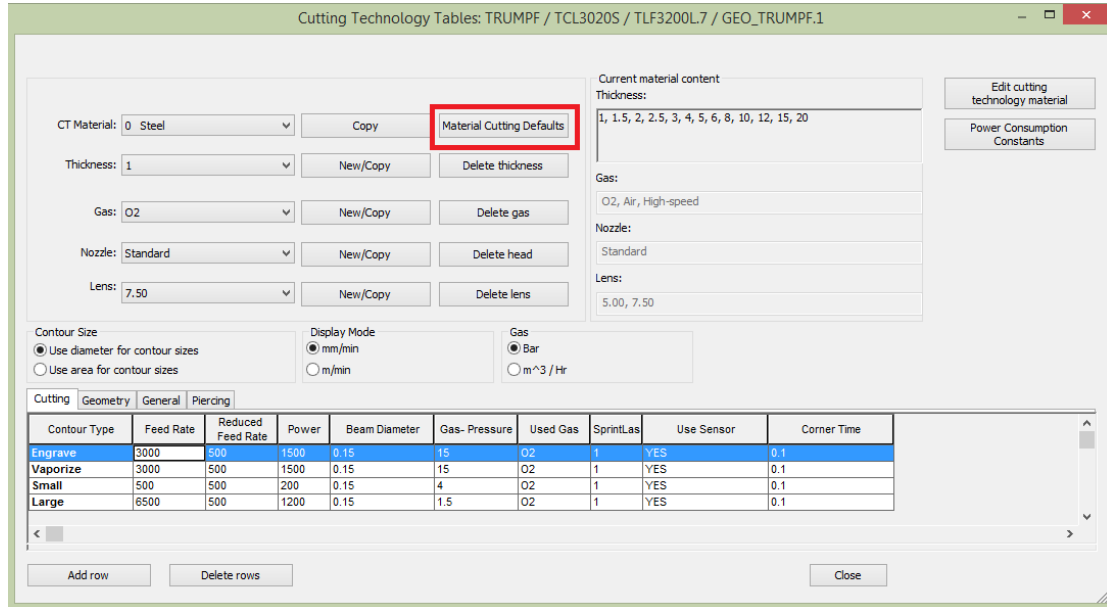 Cutting Technology Tables: TRUMPF / TCL3020S / TLF3200L.7 / GEO_TRUMPF.1
CT Material: 0 Steel Copy Material Cutting Defaults
Thickness: 1 New/Copy Delete thickness
Gas: O2 New/Copy Delete gas
Nozzle: Standard New/Copy Delete head
Lens: 7.50 New/Copy Delete lens
Current material content
Thickness:
1, 1.5, 2, 2.5, 3, 4, 5, 6, 8, 10, 12, 15, 20
Gas:
O2, Air, High-speed
Nozzle:
Standard
Lens:
5.00, 7.50
Edit cutting
technology material
Power Consumption
Constants
Contour Size
Use diameter for contour sizes
Use area for contour sizes
Display Mode
mm/min
m/min
Gas
Bar
m^3 / Hr
Cutting Geometry General Piercing
Contour Type Feed Rate Reduced Feed Rate Power Beam Diameter Gas- Pressure Used Gas SprintLas Use Sensor Corner Time
Engrave 3000 500 1500 0.15 15 O2 1 YES 0.1
Vaporize 3000 500 1500 0.15 15 O2 1 YES 0.1
Small 500 500 200 0.15 4 O2 1 YES 0.1
Large 6500 500 1200 0.15 1.5 O2 1 YES 0.1
Add row Delete rows Close